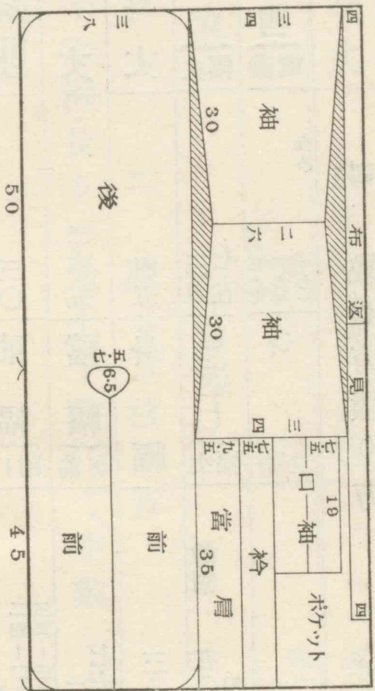 四
見返布
四
三四
袖
30
二六
袖
30
三四
七・五
袖口
19
ポケット
七・五
衿
九・五
肩當
35
三八
後
50
五・七
6.5
前
前
45